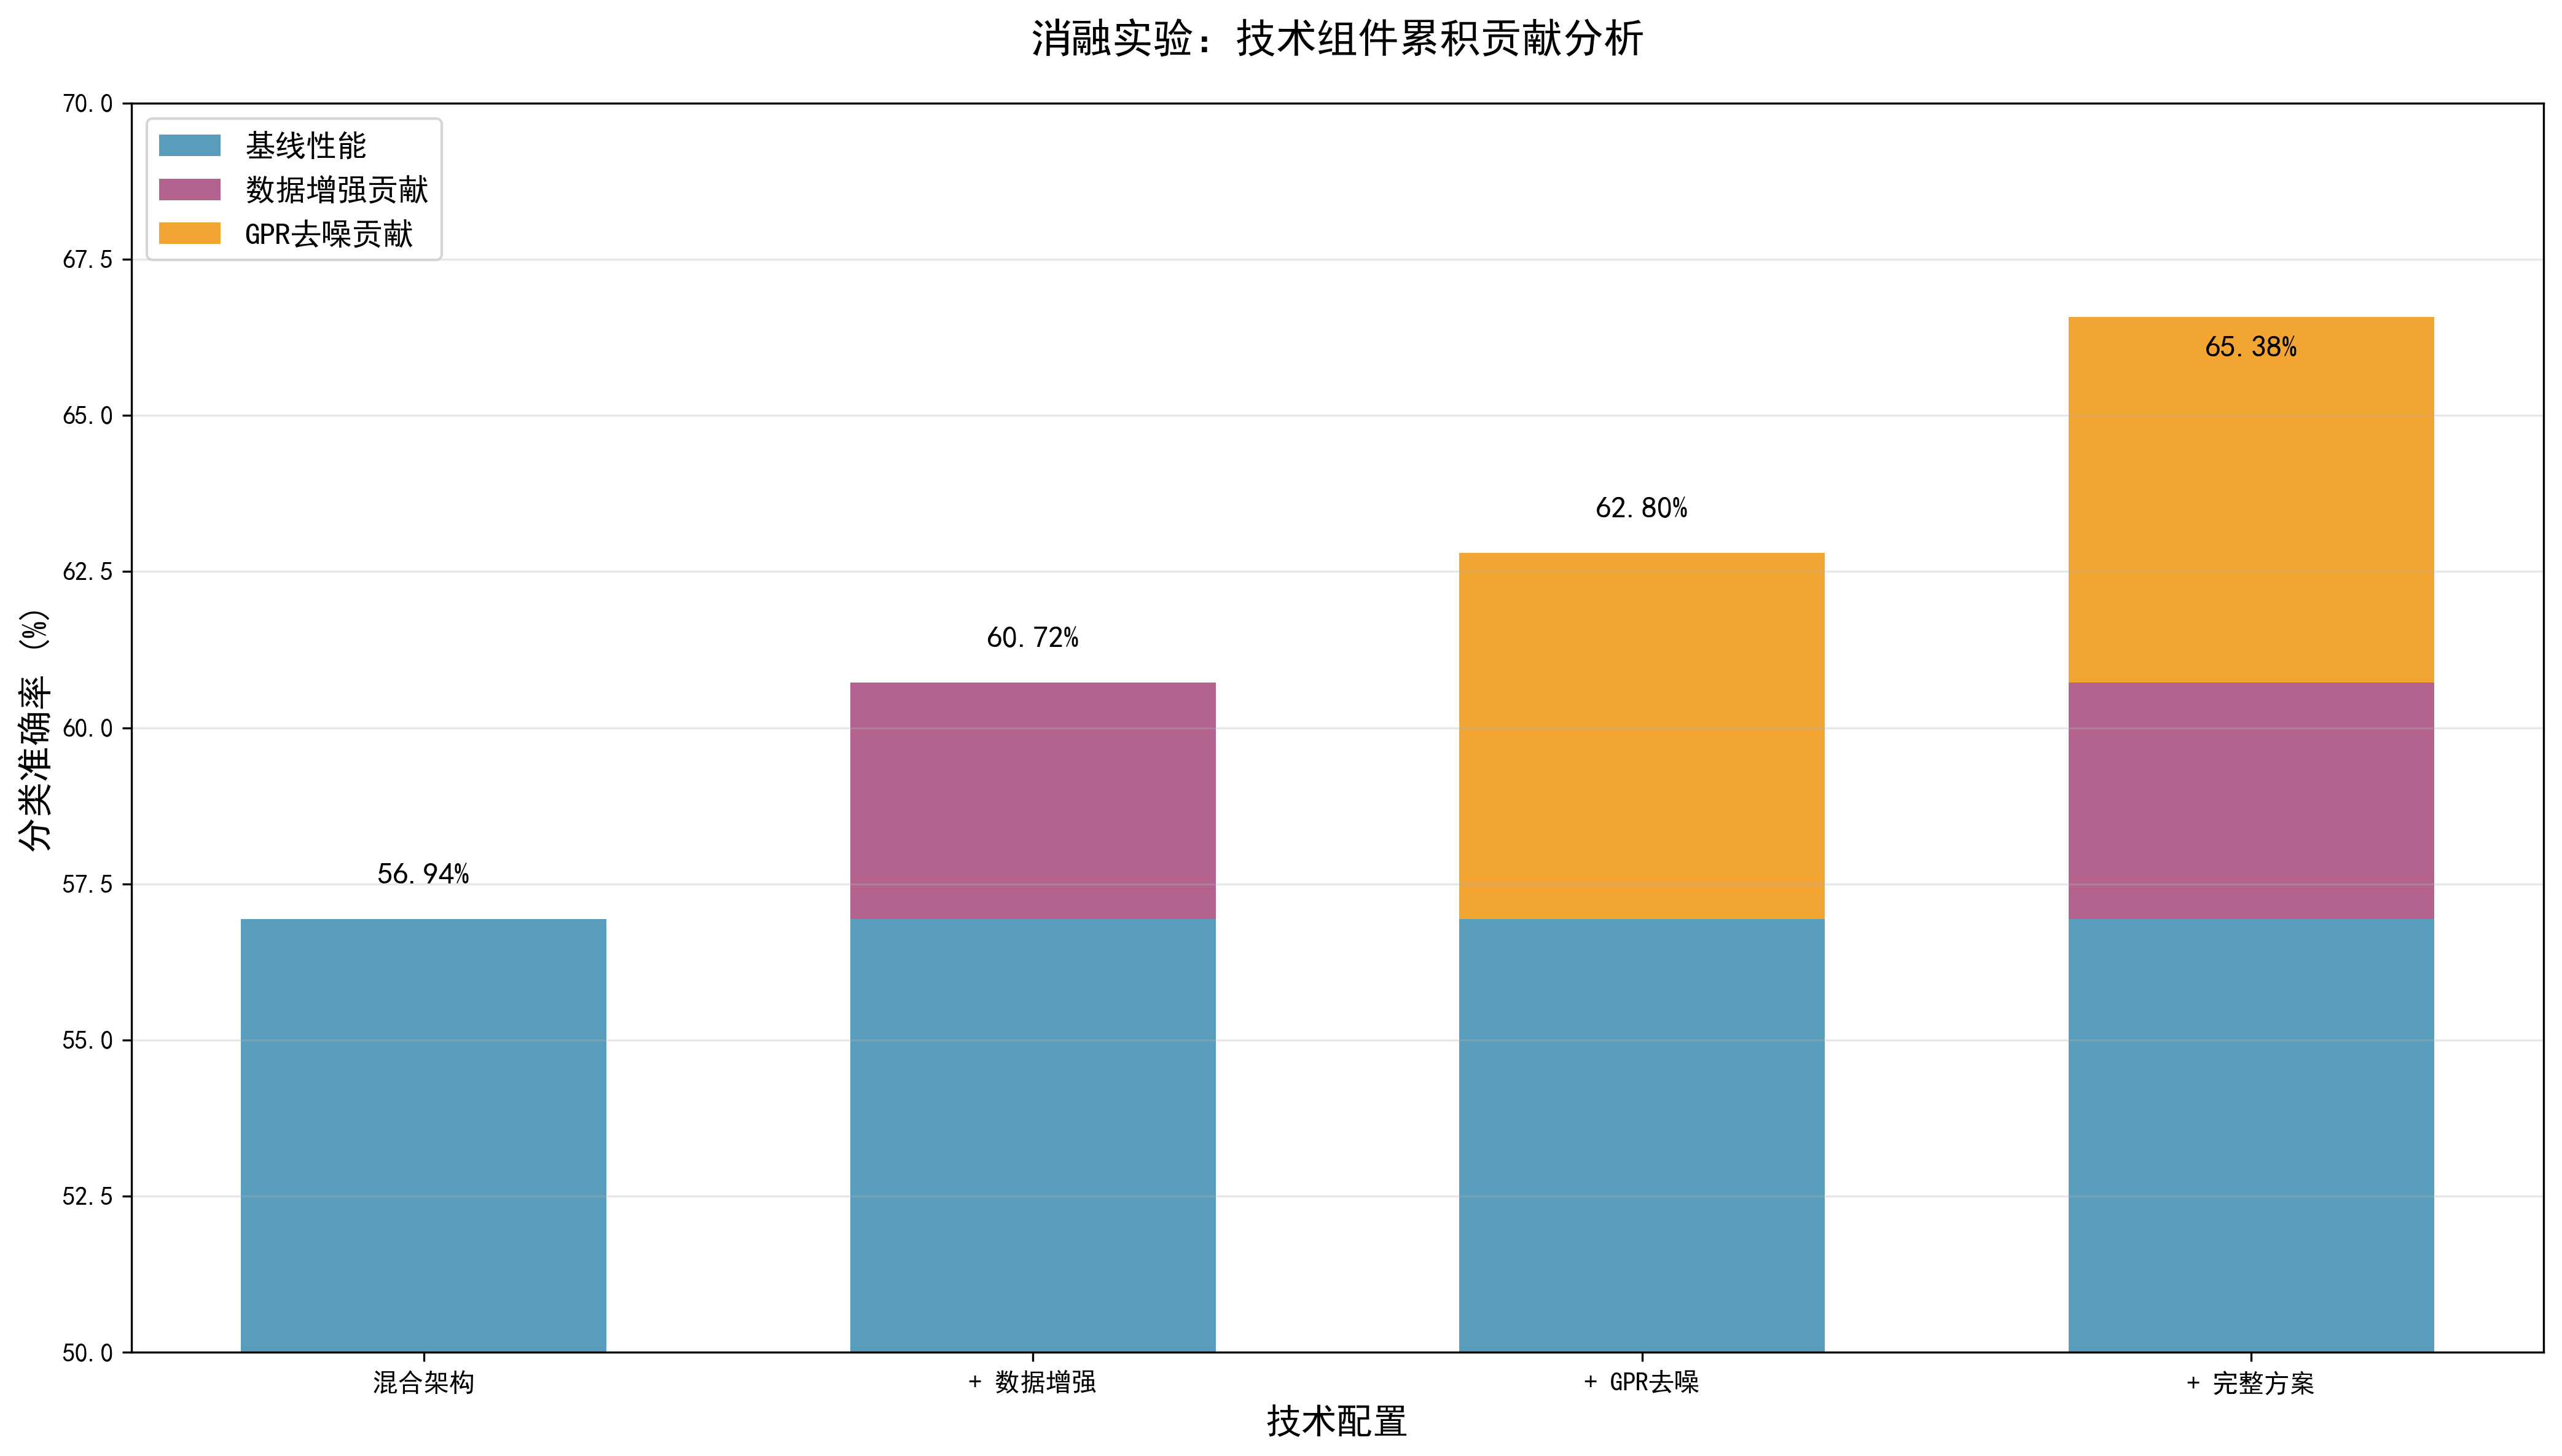 消融实验：技术组件累积贡献分析
70.0
67.5
65.0
62.5
60.0
57.5
55.0
52.5
50.0
分类准确率 (%)
基线性能
数据增强贡献
GPR去噪贡献
56.94%
60.72%
62.80%
65.38%
混合架构
+ 数据增强
+ GPR去噪
+ 完整方案
技术配置